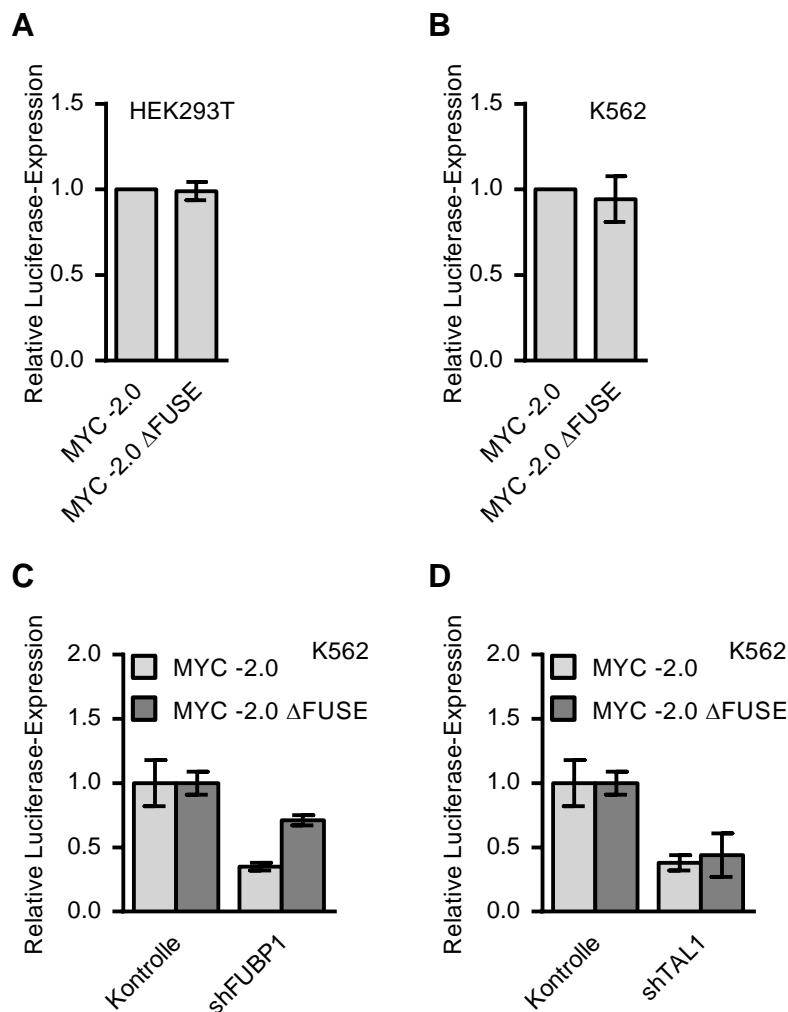 A
Relative Luciferase-Expression
1.5
1.0
0.5
0.0
HEK293T
MYC -2.0
MYC -2.0 ΔFUSE
B
Relative Luciferase-Expression
1.5
1.0
0.5
0.0
K562
MYC -2.0
MYC -2.0 ΔFUSE
C
Relative Luciferase-Expression
2.0
1.5
1.0
0.5
0.0
K562
MYC -2.0
MYC -2.0 ΔFUSE
Kontrolle
shFUBP1
D
Relative Luciferase-Expression
2.0
1.5
1.0
0.5
0.0
K562
MYC -2.0
MYC -2.0 ΔFUSE
Kontrolle
shTAL1